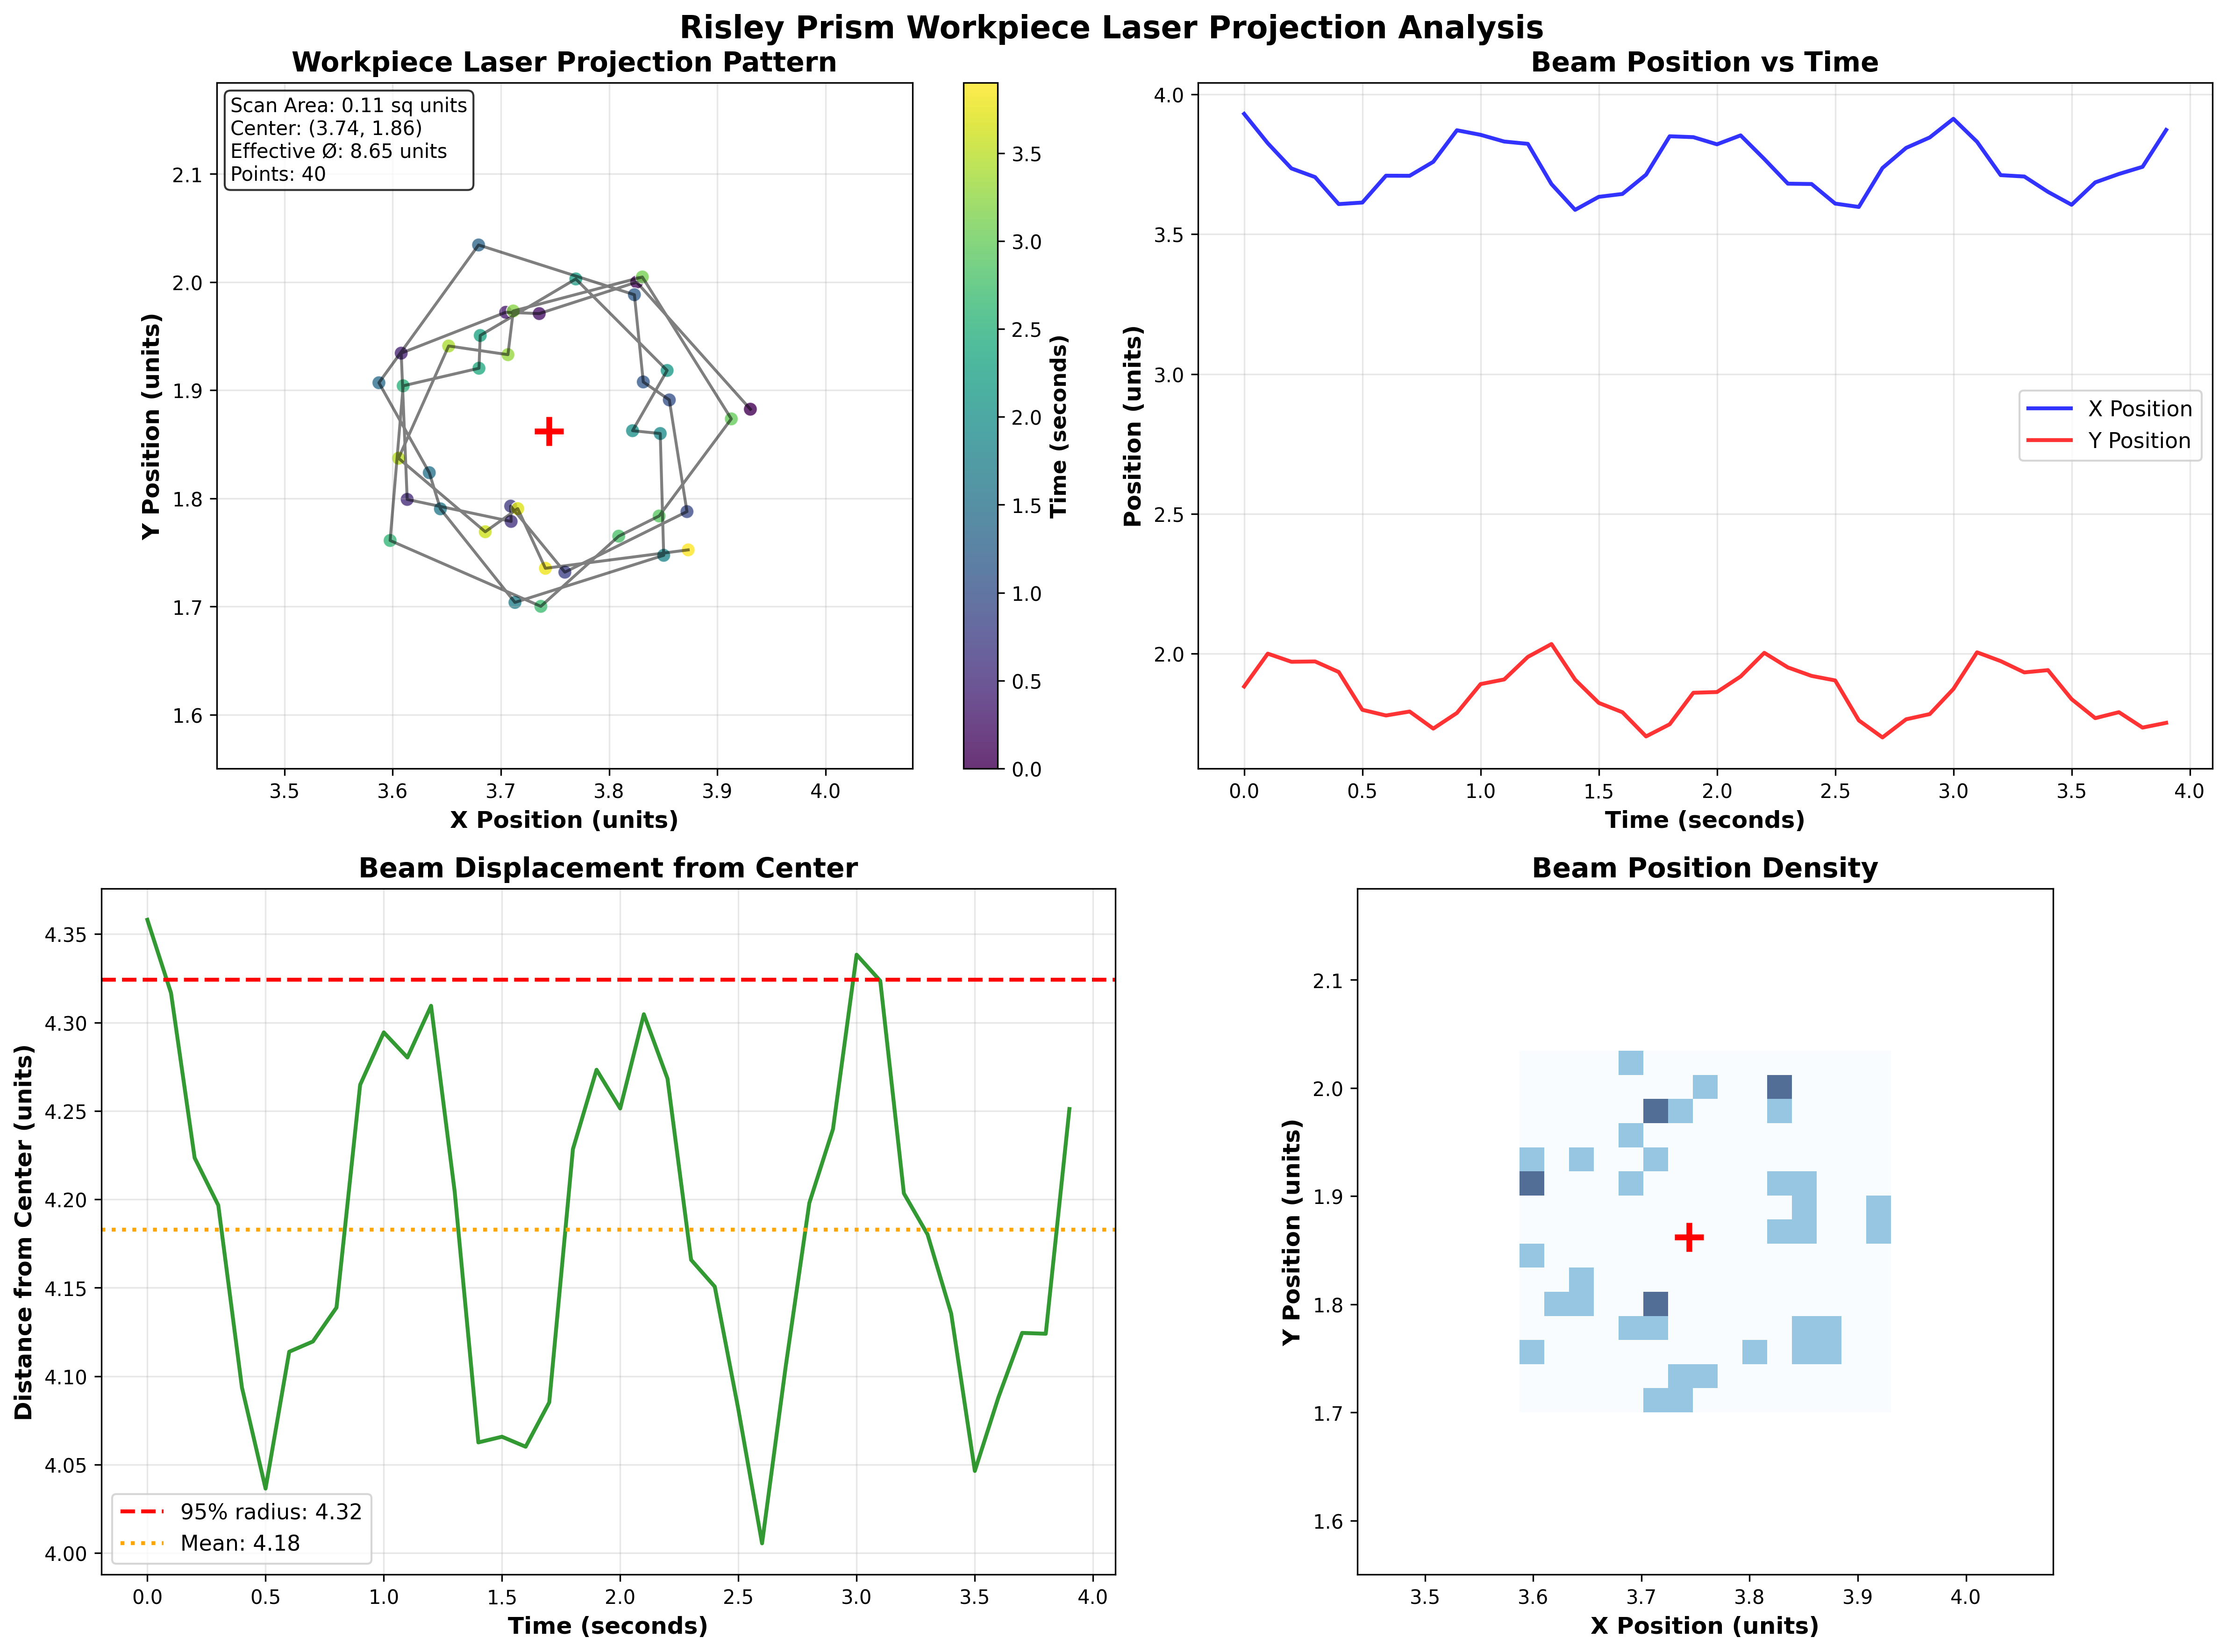 Risley Prism Workpiece Laser Projection Analysis
Workpiece Laser Projection Pattern
Scan Area: 0.11 sq units
Center: (3.74, 1.86)
Effective Ø: 8.65 units
Points: 40
2.1
2.0
1.9
1.8
1.7
1.6
Y Position (units)
3.5
3.6
3.7
3.8
3.9
4.0
X Position (units)
3.5
3.0
2.5
2.0
1.5
1.0
0.5
0.0
Time (seconds)
Beam Position vs Time
4.0
3.5
3.0
2.5
2.0
Position (units)
X Position
Y Position
0.0
0.5
1.0
1.5
2.0
2.5
3.0
3.5
4.0
Time (seconds)
Beam Displacement from Center
4.35
4.30
4.25
4.20
4.15
4.10
4.05
4.00
Distance from Center (units)
95% radius: 4.32
Mean: 4.18
0.0
0.5
1.0
1.5
2.0
2.5
3.0
3.5
4.0
Time (seconds)
Beam Position Density
2.1
2.0
1.9
1.8
1.7
1.6
Y Position (units)
3.5
3.6
3.7
3.8
3.9
4.0
X Position (units)